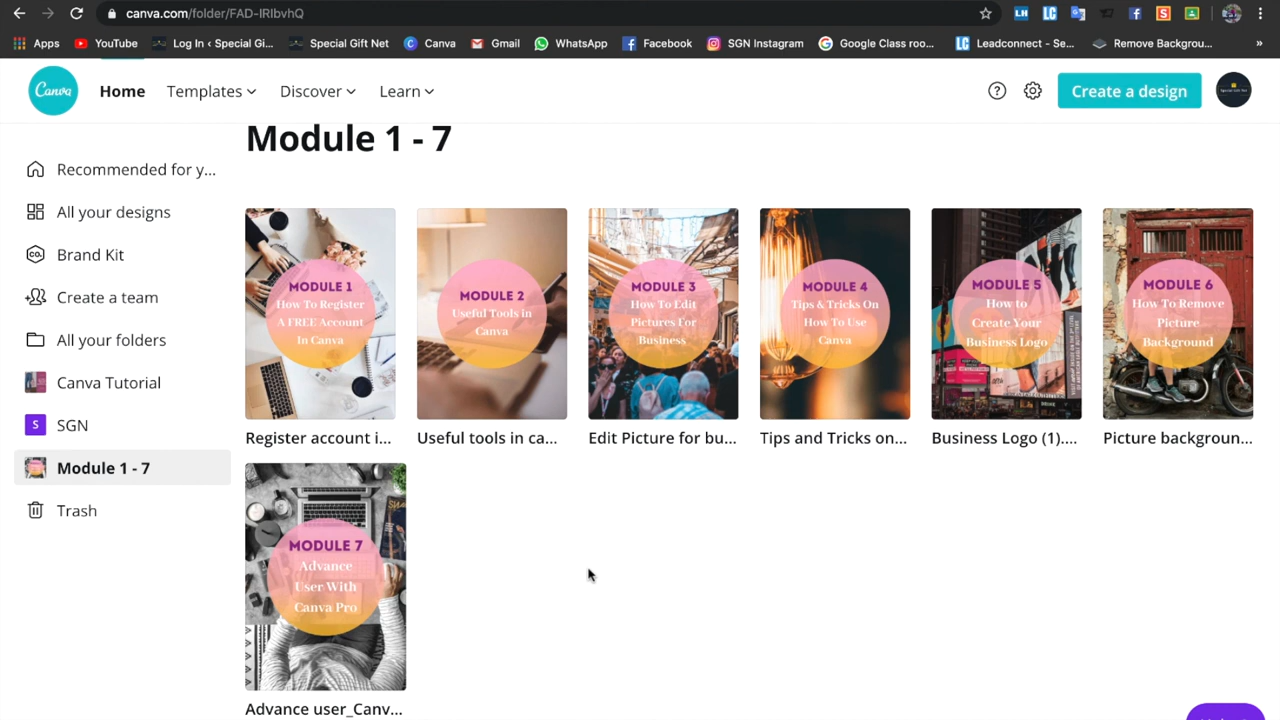 canva.com/folder/FAD-IRIbvhQ
Apps YouTube Log In ‹ Special Gi... Special Gift Net Canva Gmail WhatsApp Facebook SGN Instagram Google Class roo... Leadconnect - Se... Remove Backgrou... »
Canva Home Templates Discover Learn Create a design
Module 1 - 7
Recommended for y...
All your designs
Brand Kit
Create a team
All your folders
Canva Tutorial
S SGN
Module 1 - 7
Trash
MODULE 1
How To Register
A FREE Account
In Canva
Register account i...
MODULE 2
Useful Tools in
Canva
Useful tools in ca...
MODULE 3
How To Edit
Pictures For
Business
Edit Picture for bu...
MODULE 4
Tips & Tricks On
How To Use
Canva
Tips and Tricks on...
MODULE 5
How to
Create Your
Business Logo
Business Logo (1)....
MODULE 6
How To Remove
Picture
Background
Picture backgroun...
MODULE 7
Advance
User With
Canva Pro
Advance user_Canv...